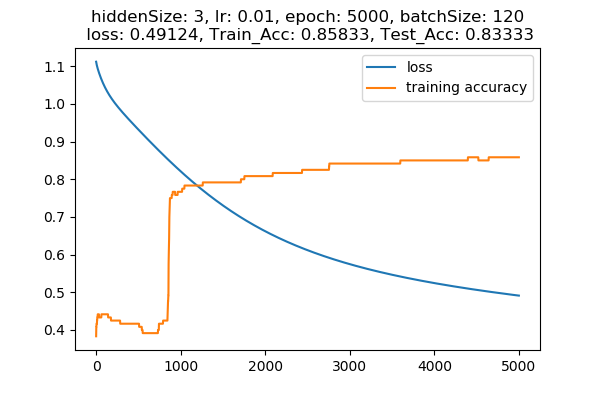 hiddenSize: 3, lr: 0.01, epoch: 5000, batchSize: 120
loss: 0.49124, Train_Acc: 0.85833, Test_Acc: 0.83333
loss
training accuracy
1.1
1.0
0.9
0.8
0.7
0.6
0.5
0.4
0 1000 2000 3000 4000 5000